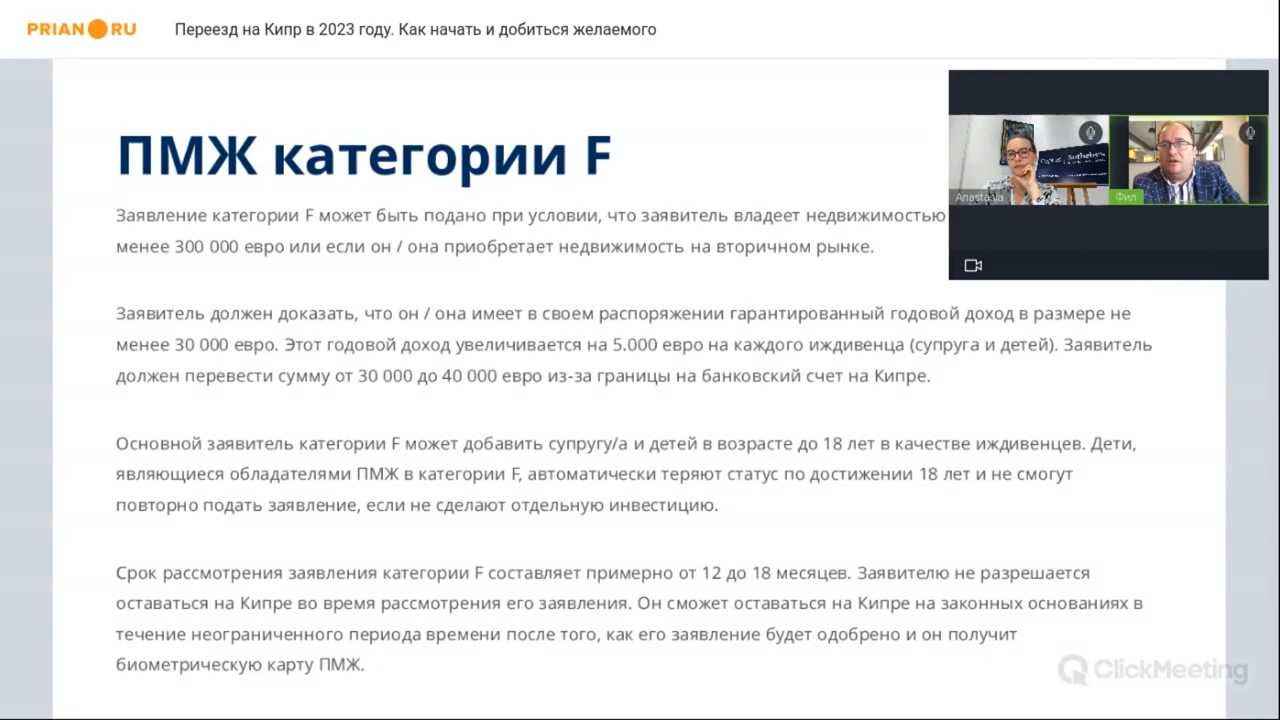 PRIAN RU
Переезд на Кипр в 2023 году. Как начать и добиться желаемого
ПМЖ категории F
Заявление категории F может быть подано при условии, что заявитель владеет недвижимостью
менее 300 000 евро или если он / она приобретает недвижимость на вторичном рынке.
Заявитель должен доказать, что он / она имеет в своем распоряжении гарантированный годовой доход в размере не
менее 30 000 евро. Этот годовой доход увеличивается на 5.000 евро на каждого иждивенца (супруга и детей). Заявитель
должен перевести сумму от 30 000 до 40 000 евро из-за границы на банковский счет на Кипре.
Основной заявитель категории F может добавить супругу/а и детей в возрасте до 18 лет в качестве иждивенцев. Дети,
являющиеся обладателями ПМЖ в категории F, автоматически теряют статус по достижении 18 лет и не смогут
повторно подать заявление, если не сделают отдельную инвестицию.
Срок рассмотрения заявления категории F составляет примерно от 12 до 18 месяцев. Заявителю не разрешается
оставаться на Кипре во время рассмотрения его заявления. Он сможет оставаться на Кипре на законных основаниях в
течение неограниченного периода времени после того, как его заявление будет одобрено и он получит
биометрическую карту ПМЖ.
Cyprus Sotheby's
Anastasia
Фил
ClickMeeting